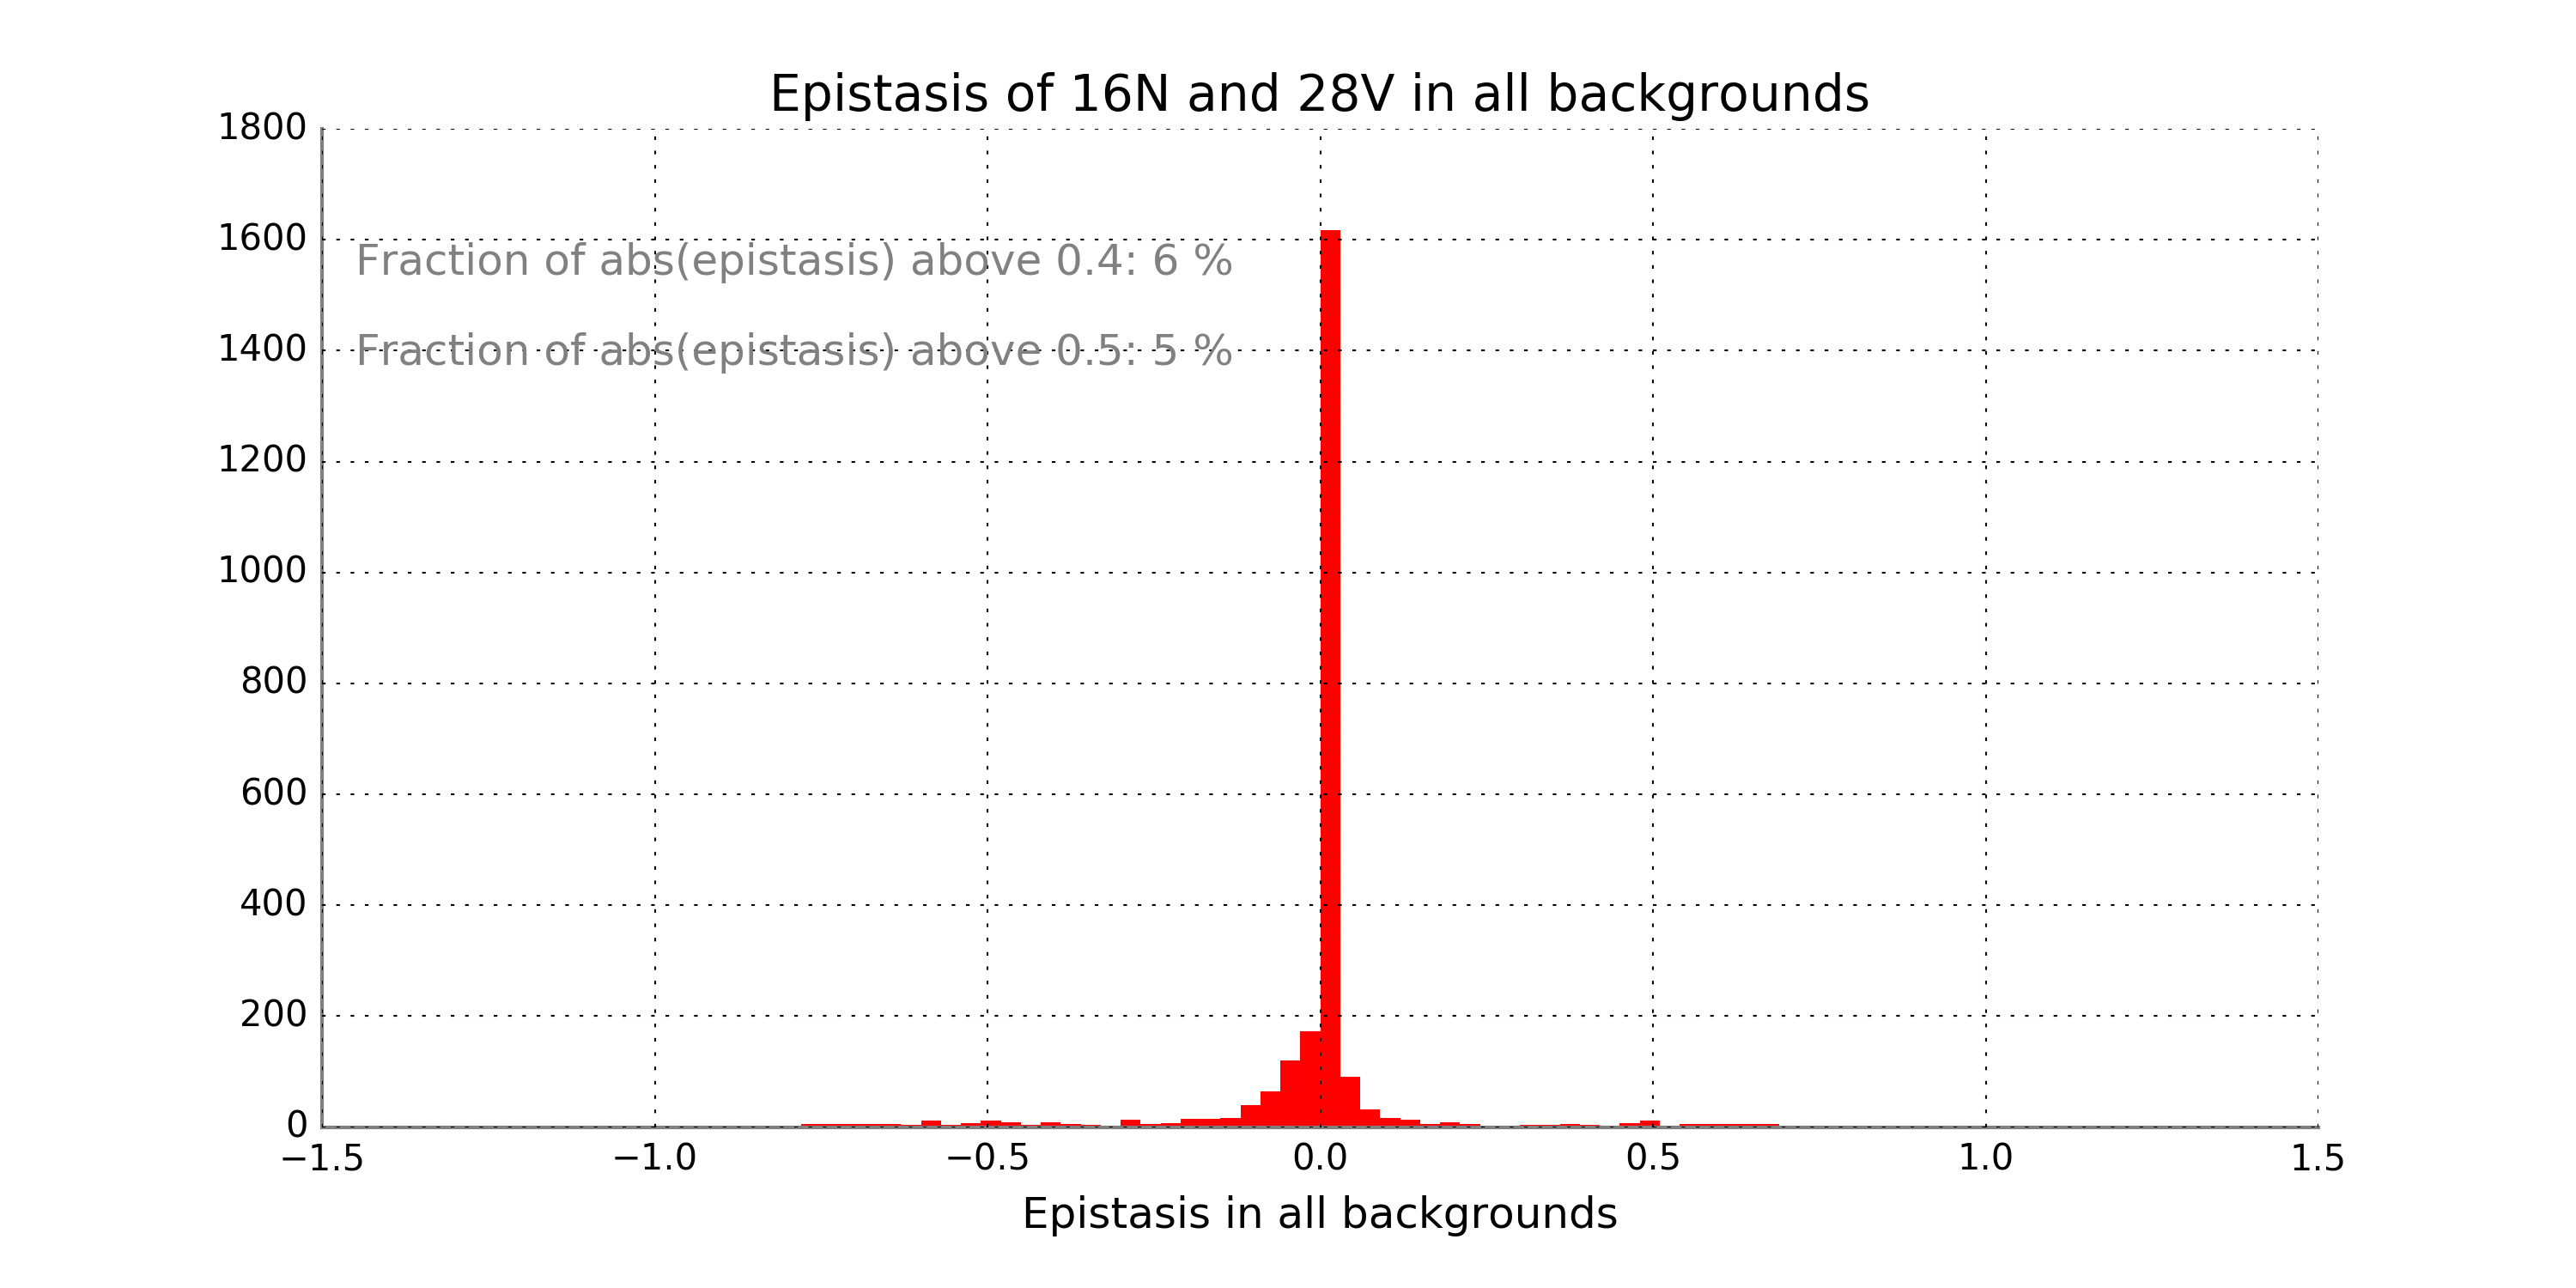 Epistasis of 16N and 28V in all backgrounds
1800
1600
Fraction of abs(epistasis) above 0.4: 6 %
1400
Fraction of abs(epistasis) above 0.5: 5 %
1200
1000
800
600
400
200
0
−1.5 −1.0 −0.5 0.0 0.5 1.0 1.5
Epistasis in all backgrounds